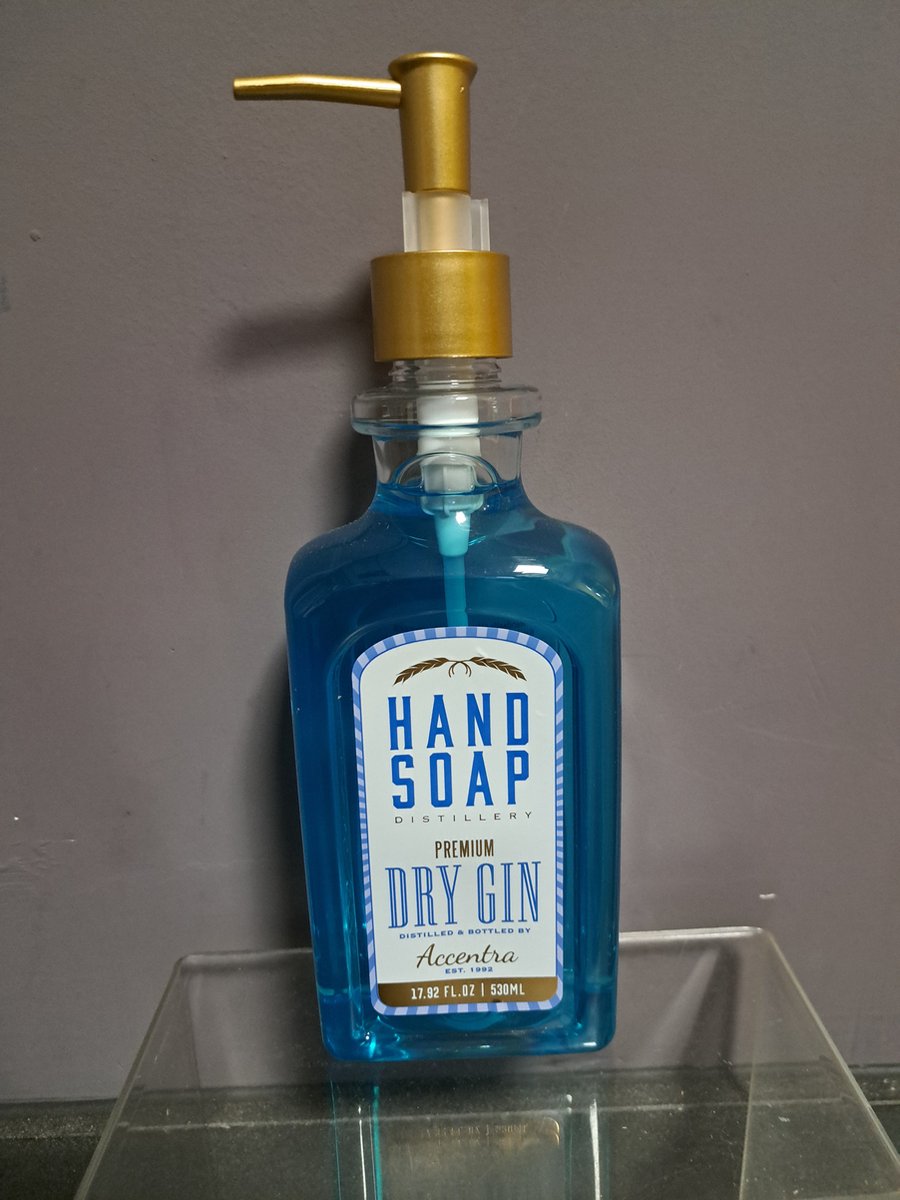 HAND
SOAP
DISTILLERY
PREMIUM
DRY GIN
DISTILLED & BOTTLED BY
Accentra
EST. 1992
17.92 FL.OZ | 530ML